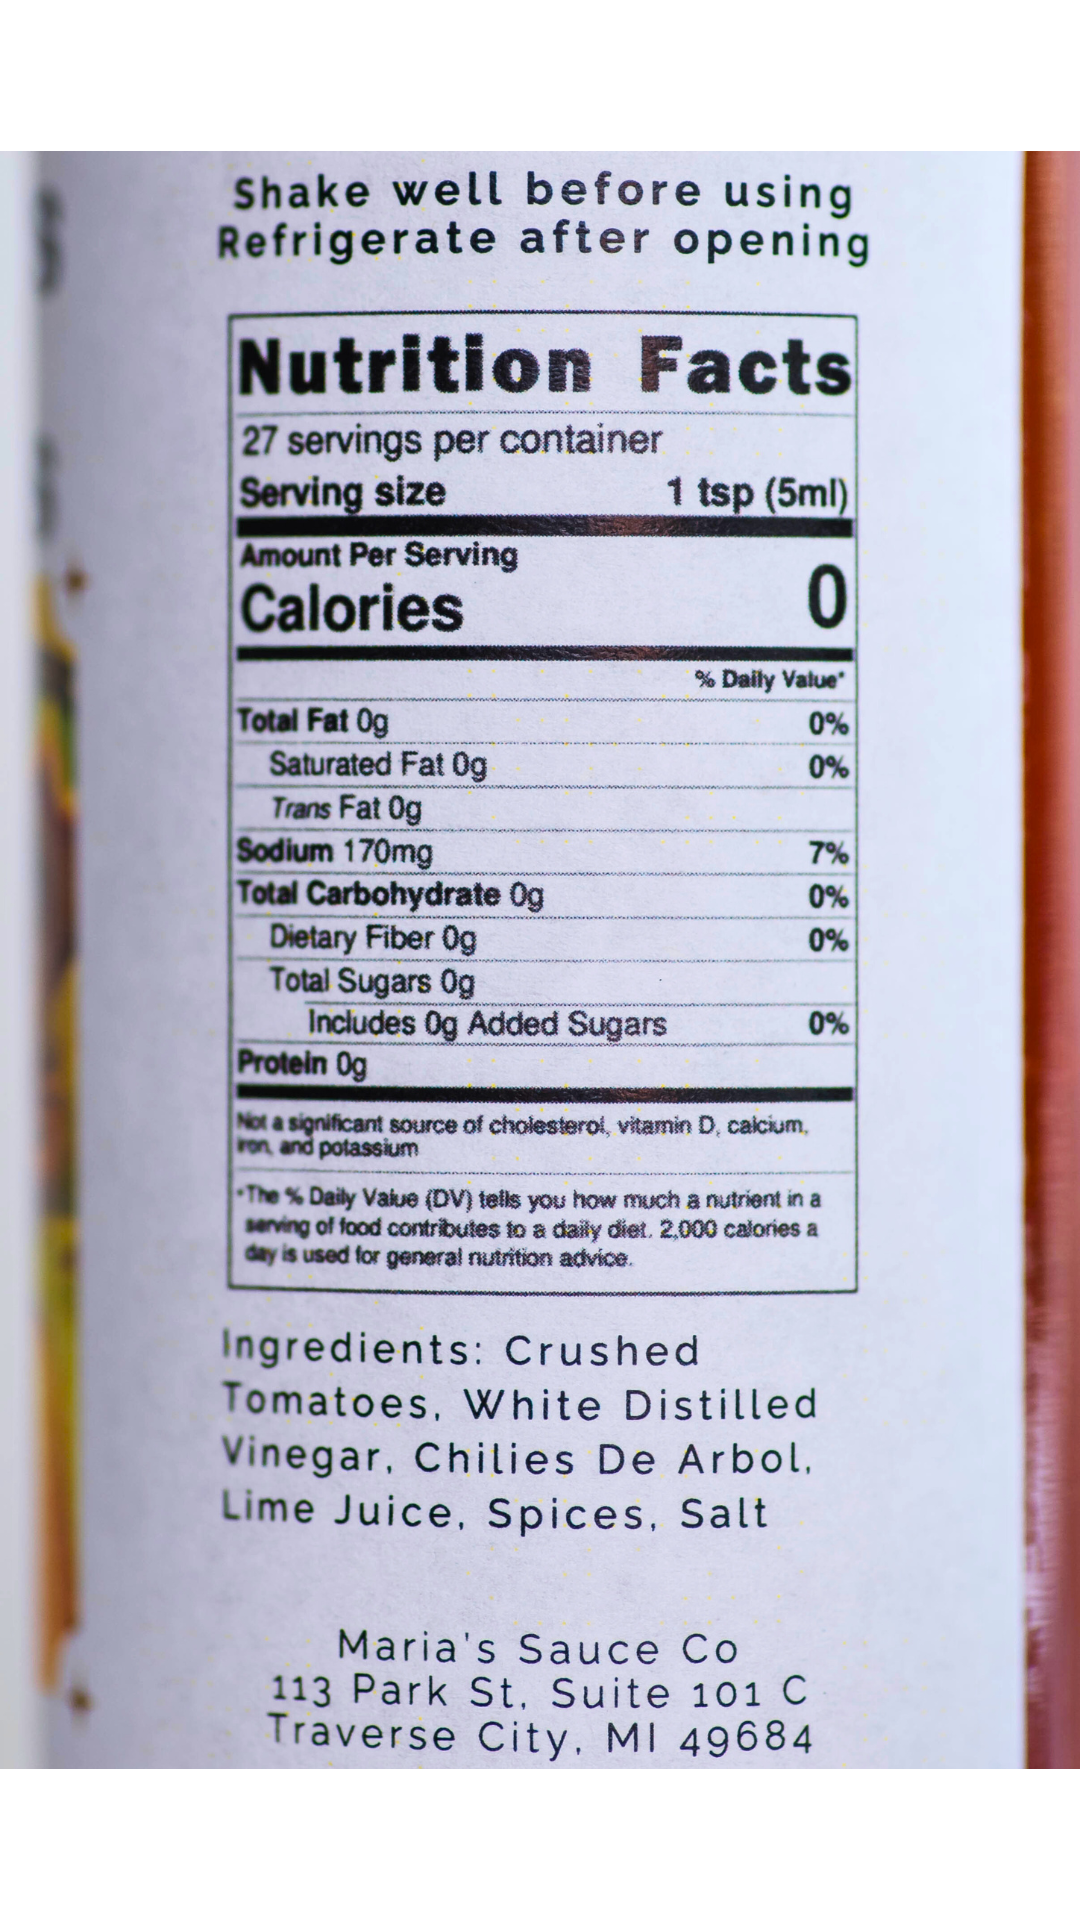 Shake well before using
Refrigerate after opening
Nutrition Facts
27 servings per container
Serving size 1 tsp (5ml)
Amount Per Serving
Calories 0
% Daily Value*
Total Fat 0g 0%
Saturated Fat 0g 0%
Trans Fat 0g
Sodium 170mg 7%
Total Carbohydrate 0g 0%
Dietary Fiber 0g 0%
Total Sugars 0g
Includes 0g Added Sugars 0%
Protein 0g
Not a significant source of cholesterol, vitamin D, calcium,
iron, and potassium
*The % Daily Value (DV) tells you how much a nutrient in a
serving of food contributes to a daily diet. 2,000 calories a
day is used for general nutrition advice.
Ingredients: Crushed
Tomatoes, White Distilled
Vinegar, Chilies De Arbol,
Lime Juice, Spices, Salt
Maria's Sauce Co
113 Park St, Suite 101 C
Traverse City, MI 49684